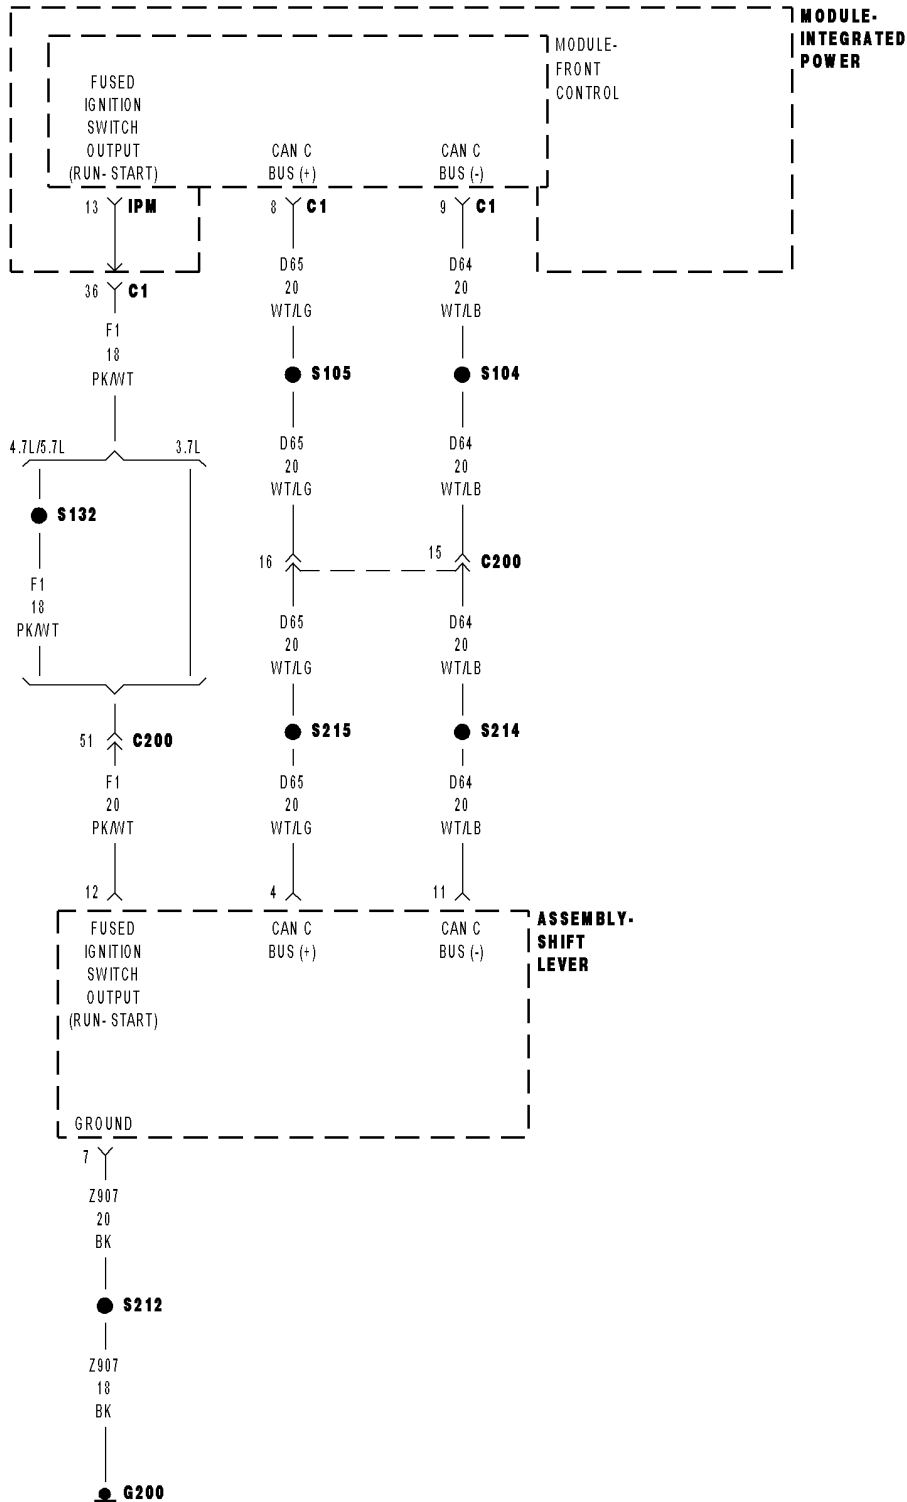 MODULE-
INTEGRATED
POWER
MODULE-
FRONT
CONTROL
FUSED
IGNITION
SWITCH
OUTPUT
(RUN- START)
CAN C
BUS (+)
CAN C
BUS (-)
13 IPM
8 C1
9 C1
36 C1
F1
18
PK/WT
D65
20
WT/LG
D64
20
WT/LB
S105
S104
4.7L/5.7L
3.7L
D65
20
WT/LG
D64
20
WT/LB
S132
F1
18
PK/WT
16
15
C200
D65
20
WT/LG
D64
20
WT/LB
S215
S214
51 C200
F1
20
PK/WT
D65
20
WT/LG
D64
20
WT/LB
12
4
11
ASSEMBLY-
SHIFT
LEVER
FUSED
IGNITION
SWITCH
OUTPUT
(RUN- START)
CAN C
BUS (+)
CAN C
BUS (-)
GROUND
7
Z907
20
BK
S212
Z907
18
BK
G200